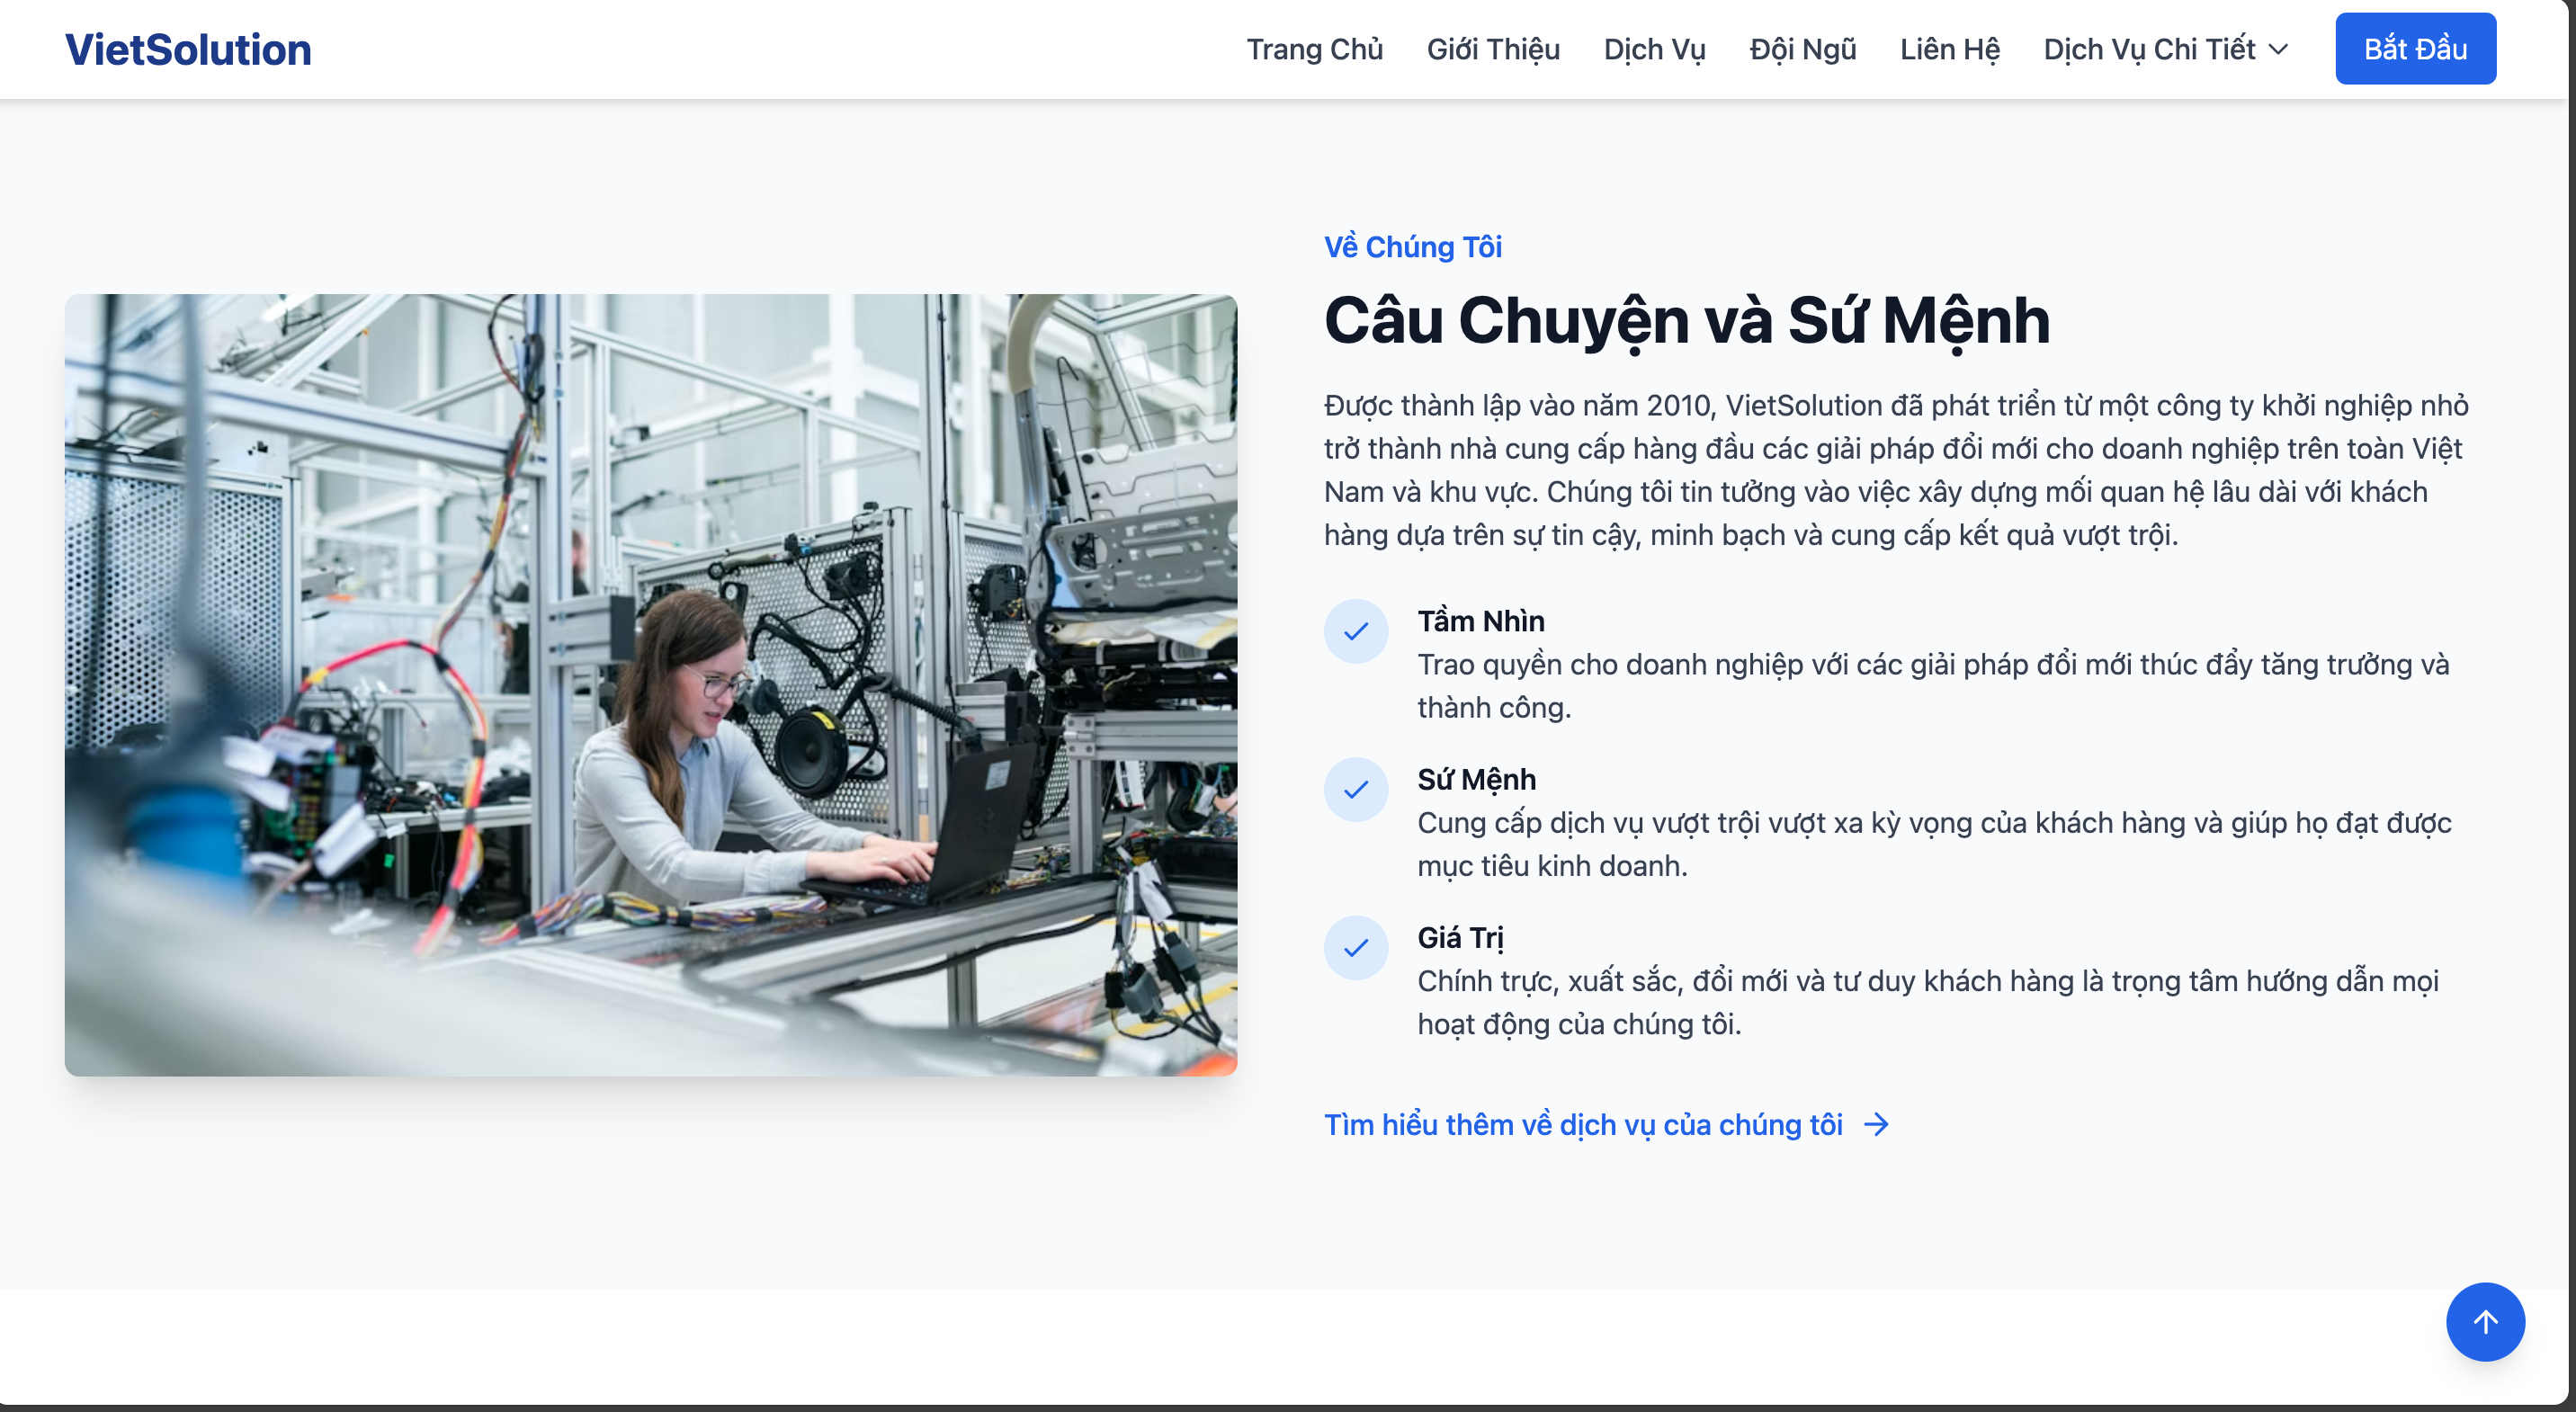 VietSolution
Trang Chủ
Giới Thiệu
Dịch Vụ
Đội Ngũ
Liên Hệ
Dịch Vụ Chi Tiết
Bắt Đầu
Về Chúng Tôi
Câu Chuyện và Sứ Mệnh
Được thành lập vào năm 2010, VietSolution đã phát triển từ một công ty khởi nghiệp nhỏ
trở thành nhà cung cấp hàng đầu các giải pháp đổi mới cho doanh nghiệp trên toàn Việt
Nam và khu vực. Chúng tôi tin tưởng vào việc xây dựng mối quan hệ lâu dài với khách
hàng dựa trên sự tin cậy, minh bạch và cung cấp kết quả vượt trội.
Tầm Nhìn
Trao quyền cho doanh nghiệp với các giải pháp đổi mới thúc đẩy tăng trưởng và
thành công.
Sứ Mệnh
Cung cấp dịch vụ vượt trội vượt xa kỳ vọng của khách hàng và giúp họ đạt được
mục tiêu kinh doanh.
Giá Trị
Chính trực, xuất sắc, đổi mới và tư duy khách hàng là trọng tâm hướng dẫn mọi
hoạt động của chúng tôi.
Tìm hiểu thêm về dịch vụ của chúng tôi